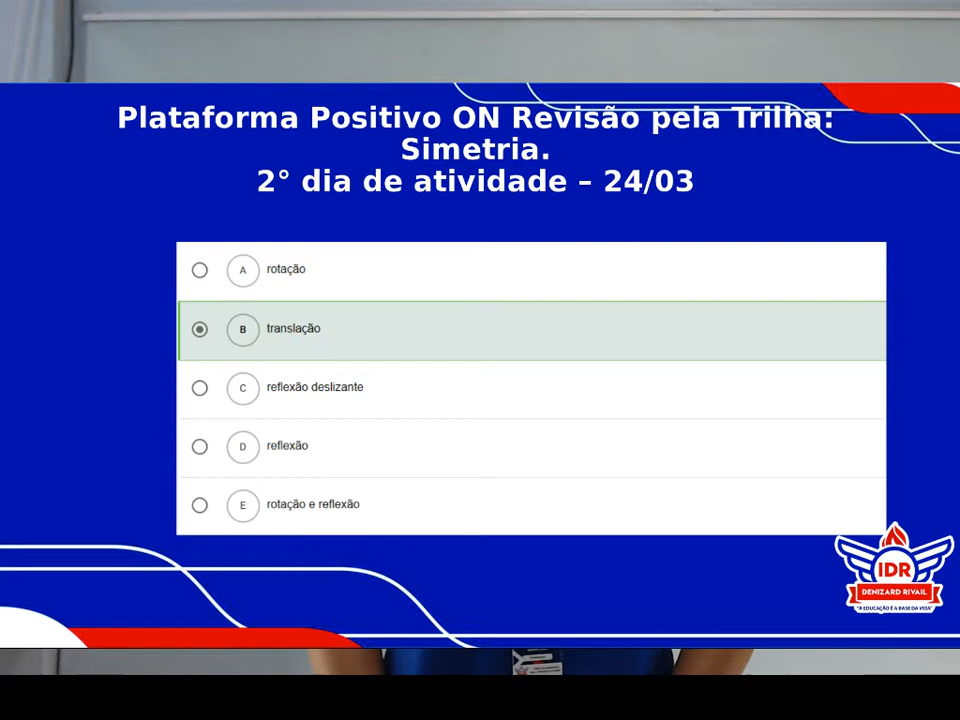 Plataforma Positivo ON Revisão pela Trilha:
Simetria.
2° dia de atividade – 24/03
A rotação
B translação
C reflexão deslizante
D reflexão
E rotação e reflexão
IDR
DENIZARD RIVAIL
"A EDUCAÇÃO É A BASE DA VIDA"